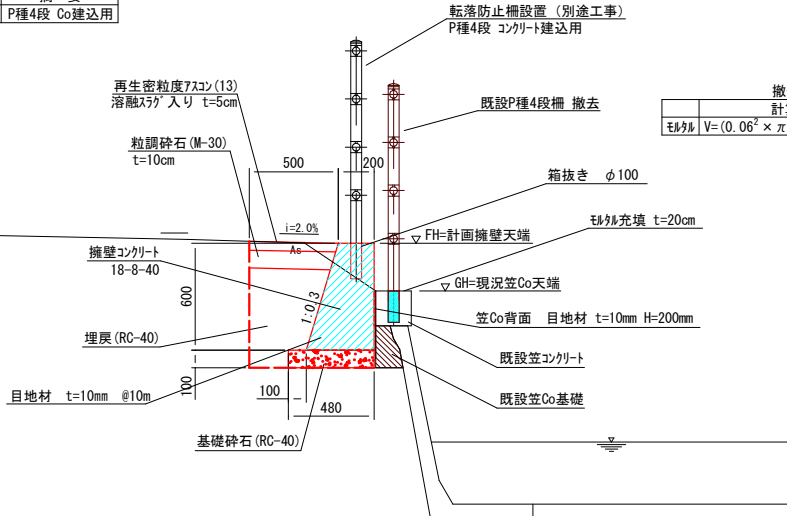 P種4段 Co建込用
転落防止柵設置 (別途工事)
P種4段 コンクリート建込用
再生密粒度アスコン(13)
溶融スラグ入り t=5cm
既設P種4段柵 撤去
撤
計
モルタル V=(0.06² × π
粒調砕石(M-30)
t=10cm
500
200
箱抜き φ100
i=2.0%
As
モルタル充填 t=20cm
FH=計画擁壁天端
擁壁コンクリート
18-8-40
GH=現況笠Co天端
600
1:0.3
笠Co背面 目地材 t=10mm H=200mm
埋戻(RC-40)
既設笠コンクリート
100
目地材 t=10mm @10m
100
480
既設笠Co基礎
基礎砕石(RC-40)